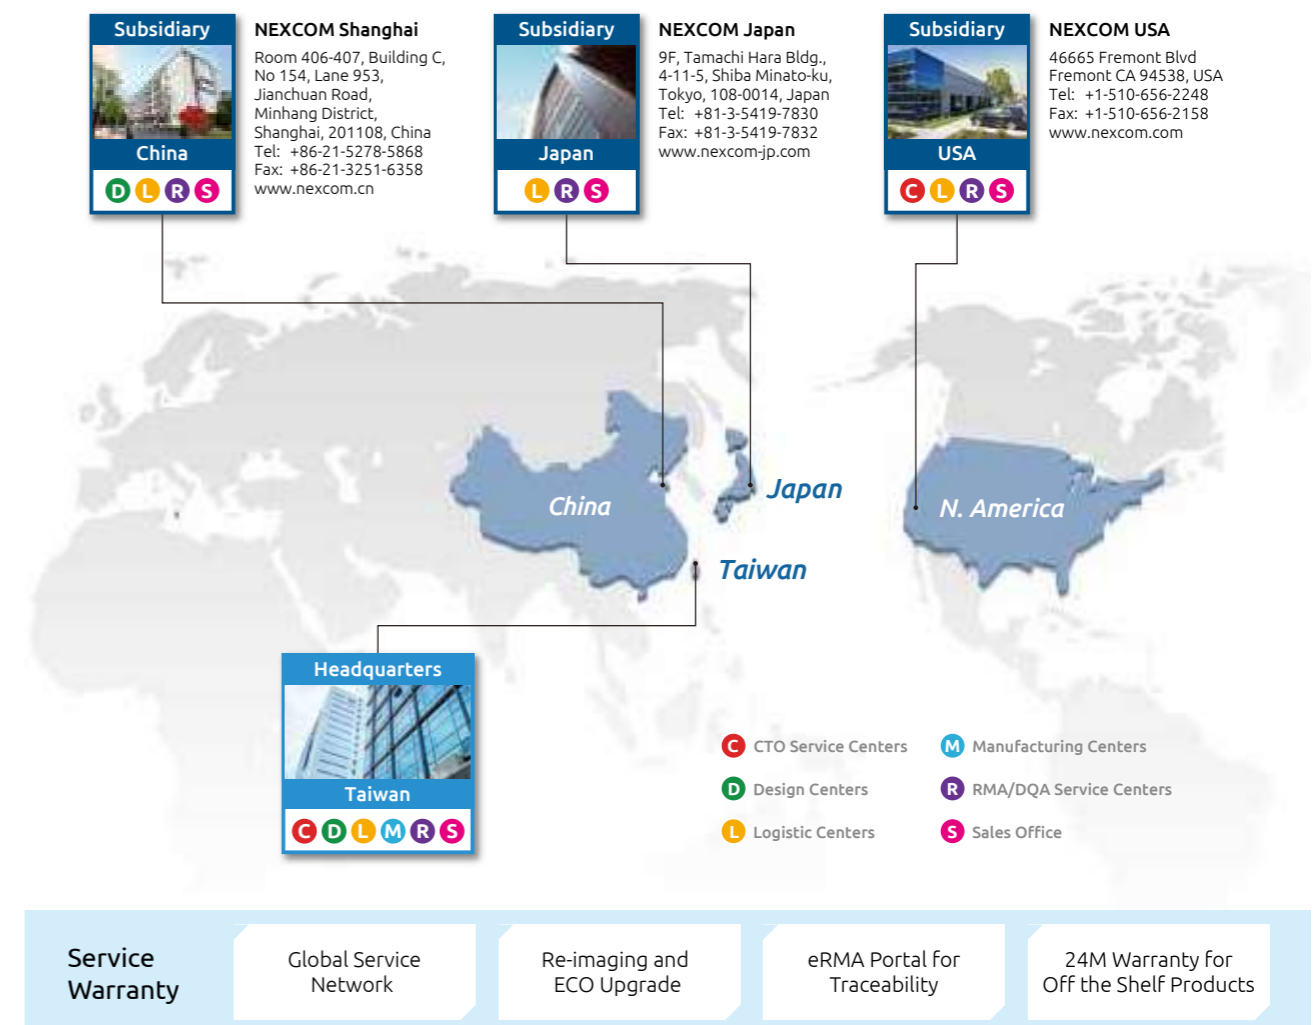 Subsidiary
China
D L R S
NEXCOM Shanghai
Room 406-407, Building C,
No 154, Lane 953,
Jianchuan Road,
Minhang District,
Shanghai, 201108, China
Tel: +86-21-5278-5868
Fax: +86-21-3251-6358
www.nexcom.cn
Subsidiary
Japan
L R S
NEXCOM Japan
9F, Tamachi Hara Bldg.,
4-11-5, Shiba Minato-ku,
Tokyo, 108-0014, Japan
Tel: +81-3-5419-7830
Fax: +81-3-5419-7832
www.nexcom-jp.com
Subsidiary
USA
C L R S
NEXCOM USA
46665 Fremont Blvd
Fremont CA 94538, USA
Tel: +1-510-656-2248
Fax: +1-510-656-2158
www.nexcom.com
China
Japan
Taiwan
N. America
Headquarters
Taiwan
C D L M R S
C CTO Service Centers
D Design Centers
L Logistic Centers
M Manufacturing Centers
R RMA/DQA Service Centers
S Sales Office
Service
Warranty
Global Service
Network
Re-imaging and
ECO Upgrade
eRMA Portal for
Traceability
24M Warranty for
Off the Shelf Products